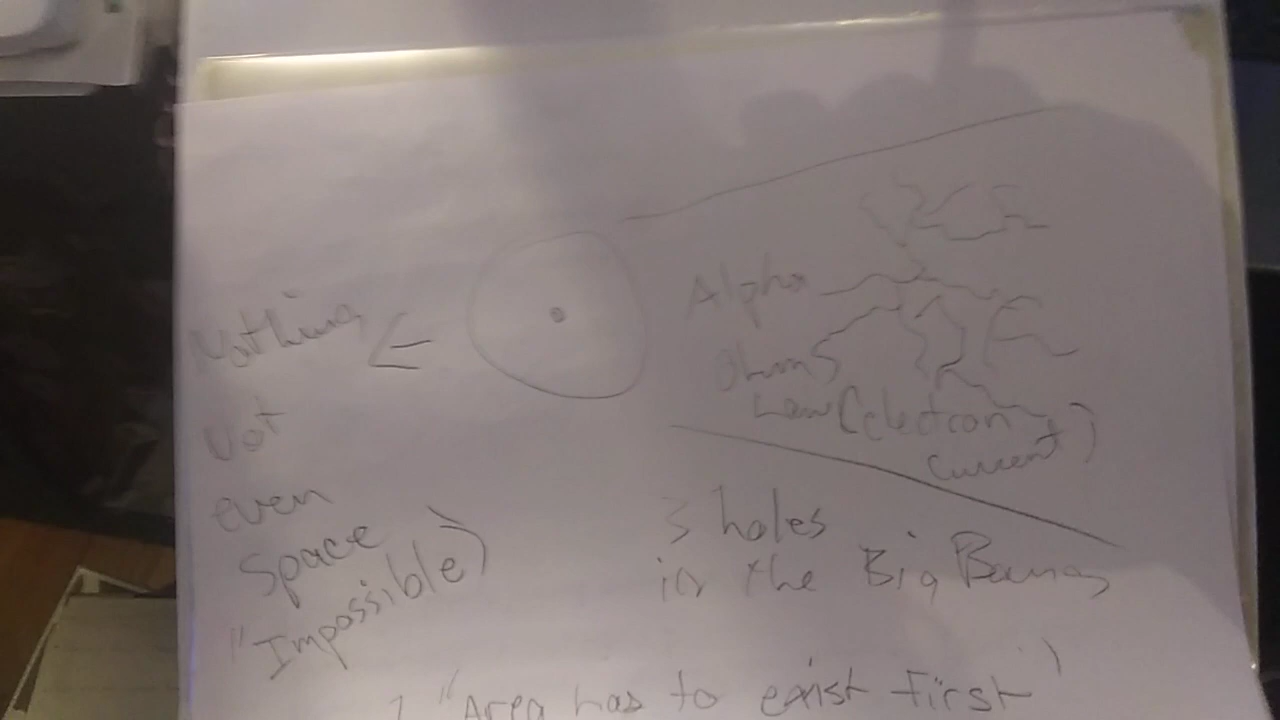 Nothing <
Not
even
Space
"Impossible)
Alpha
Ohms
Law (electron
current)
3 holes
in the Big Bang
1 "Area has to exist first"